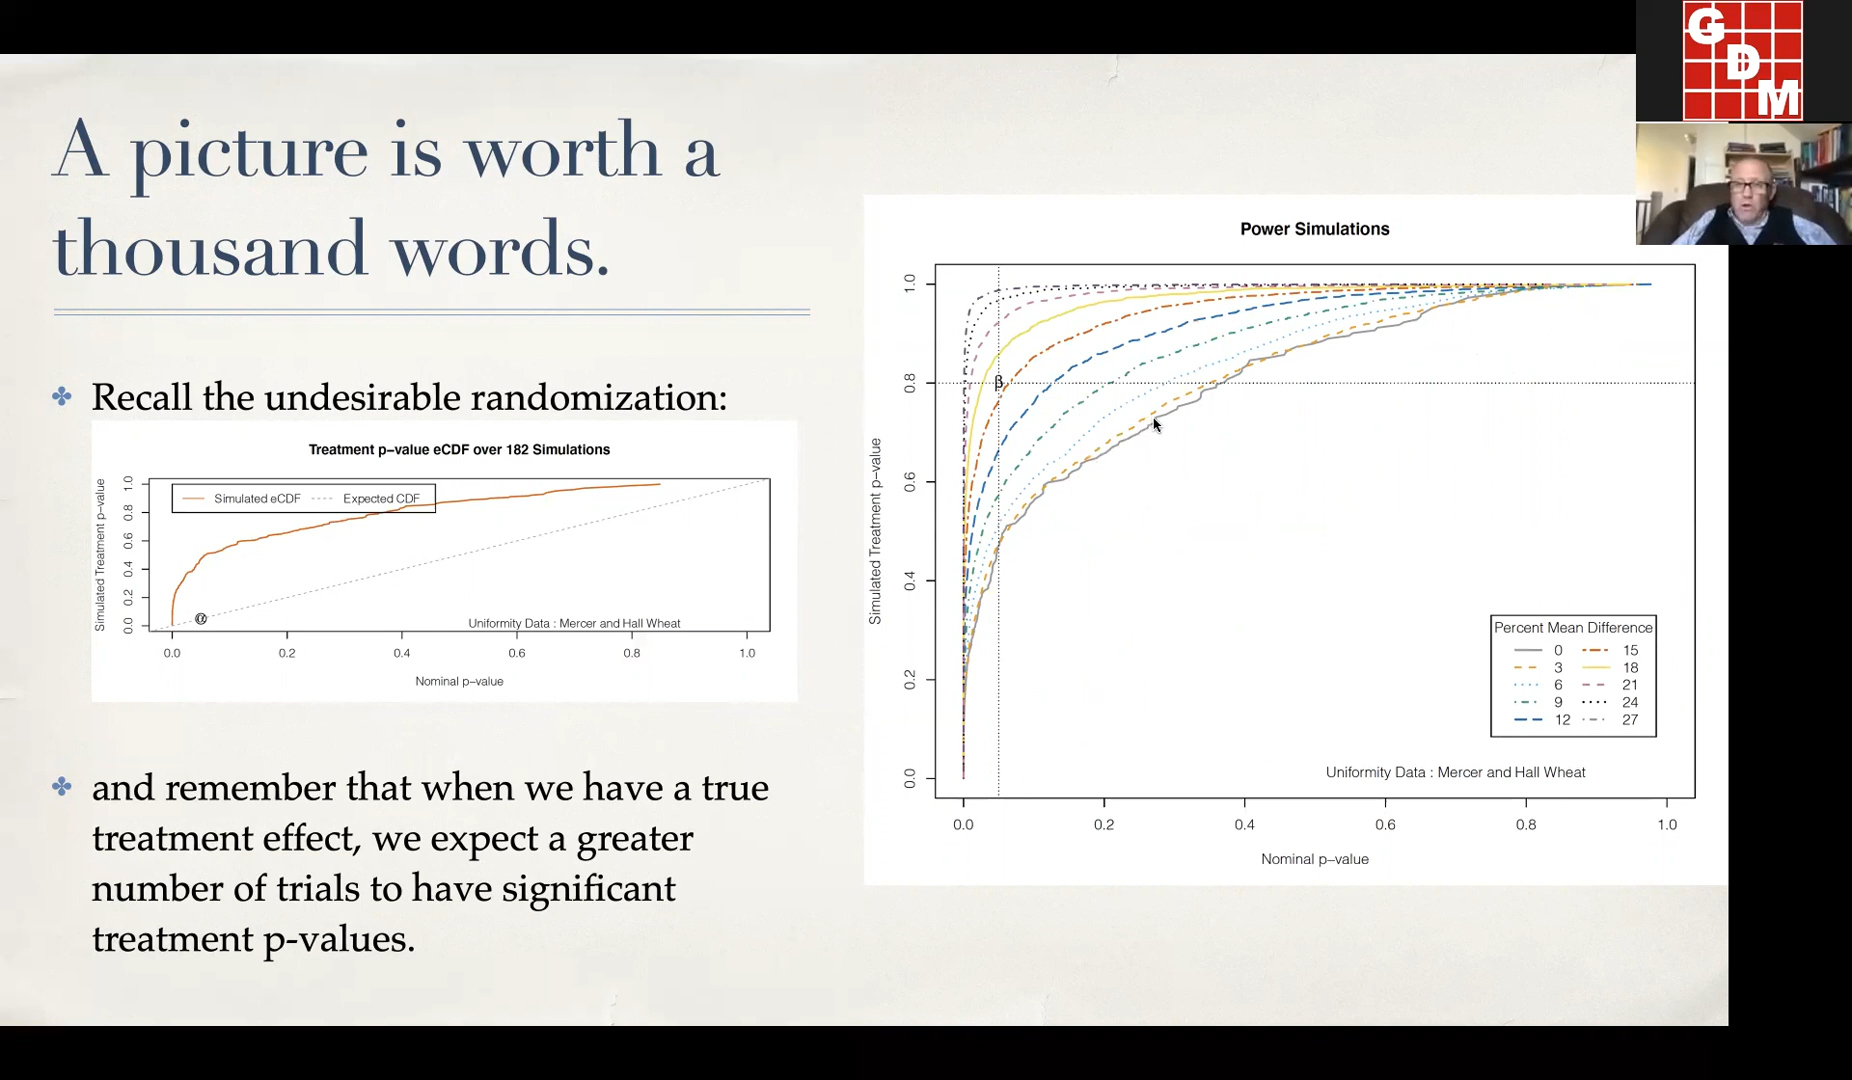 A picture is worth a
thousand words.
Recall the undesirable randomization:
Treatment p−value eCDF over 182 Simulations
Simulated Treatment p−value
0.0 0.2 0.4 0.6 0.8 1.0
Simulated eCDF Expected CDF
α
Uniformity Data : Mercer and Hall Wheat
0.0 0.2 0.4 0.6 0.8 1.0
Nominal p−value
and remember that when we have a true
treatment effect, we expect a greater
number of trials to have significant
treatment p-values.
Power Simulations
Simulated Treatment p−value
0.0 0.2 0.4 0.6 0.8 1.0
β
Percent Mean Difference
0 15
3 18
6 21
9 24
12 27
Uniformity Data : Mercer and Hall Wheat
0.0 0.2 0.4 0.6 0.8 1.0
Nominal p−value
G
D
M